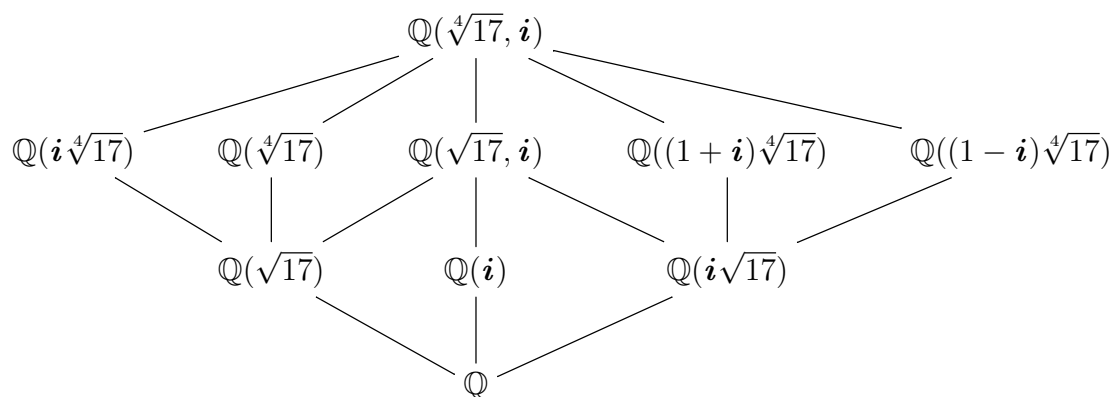 ℚ(∜17, i)
ℚ(i∜17) ℚ(∜17) ℚ(√17, i) ℚ((1 + i)∜17) ℚ((1 − i)∜17)
ℚ(√17) ℚ(i) ℚ(i√17)
ℚ